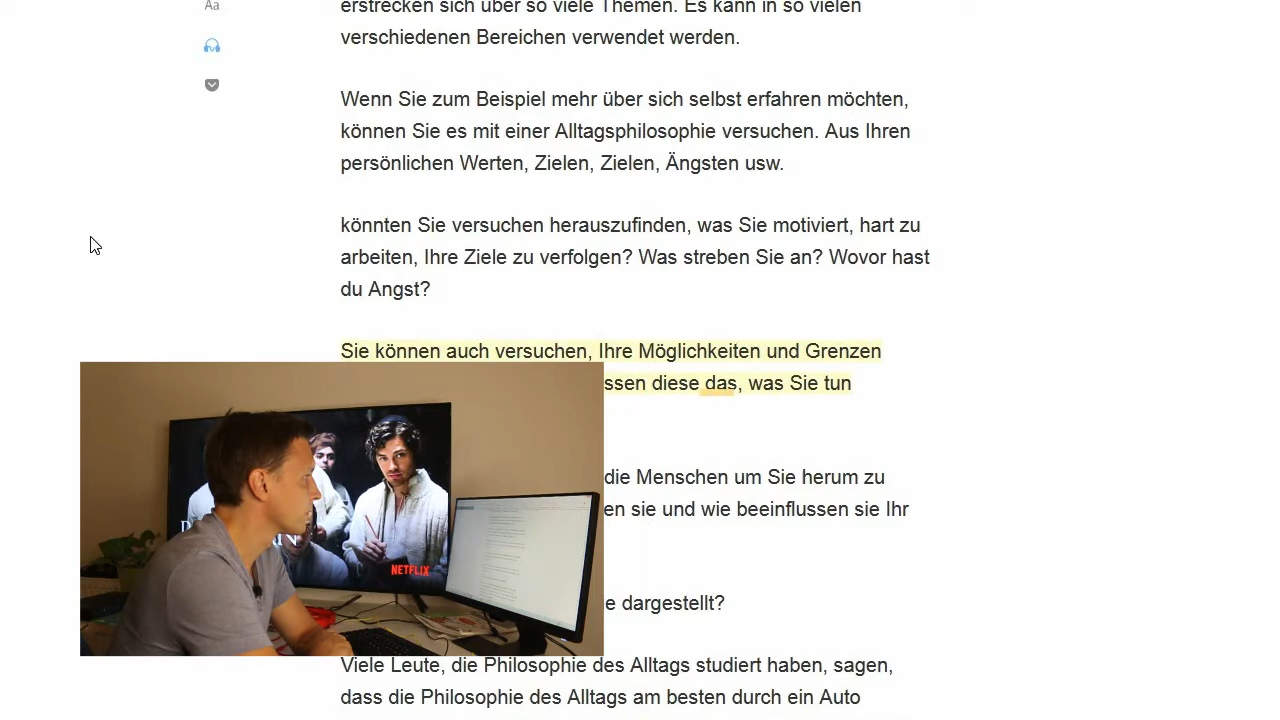 Aa
erstrecken sich über so viele Themen. Es kann in so vielen
verschiedenen Bereichen verwendet werden.
Wenn Sie zum Beispiel mehr über sich selbst erfahren möchten,
können Sie es mit einer Alltagsphilosophie versuchen. Aus Ihren
persönlichen Werten, Zielen, Zielen, Ängsten usw.
könnten Sie versuchen herauszufinden, was Sie motiviert, hart zu
arbeiten, Ihre Ziele zu verfolgen? Was streben Sie an? Wovor hast
du Angst?
Sie können auch versuchen, Ihre Möglichkeiten und Grenzen
ssen diese das, was Sie tun
die Menschen um Sie herum zu
en sie und wie beeinflussen sie Ihr
e dargestellt?
NETFLIX
Viele Leute, die Philosophie des Alltags studiert haben, sagen,
dass die Philosophie des Alltags am besten durch ein Auto